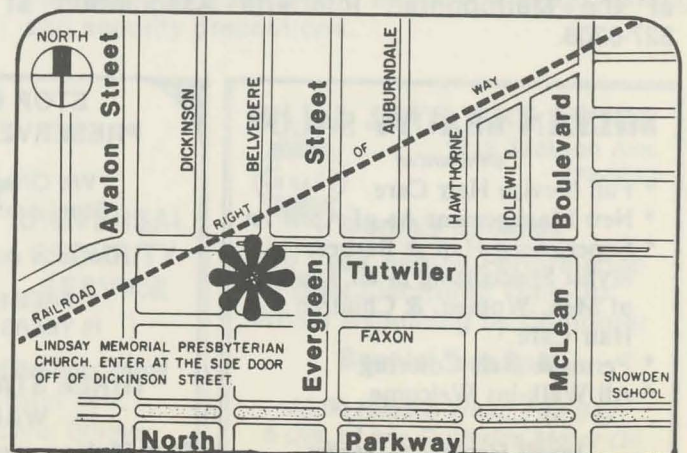 NORTH
Avalon Street
DICKINSON
BELVEDERE
Evergreen Street
AUBURNDALE
HAWTHORNE
IDLEWILD
McLean Boulevard
RAILROAD RIGHT OF WAY
Tutwiler
FAXON
LINDSAY MEMORIAL PRESBYTERIAN
CHURCH. ENTER AT THE SIDE DOOR
OFF OF DICKINSON STREET.
SNOWDEN
SCHOOL
North Parkway